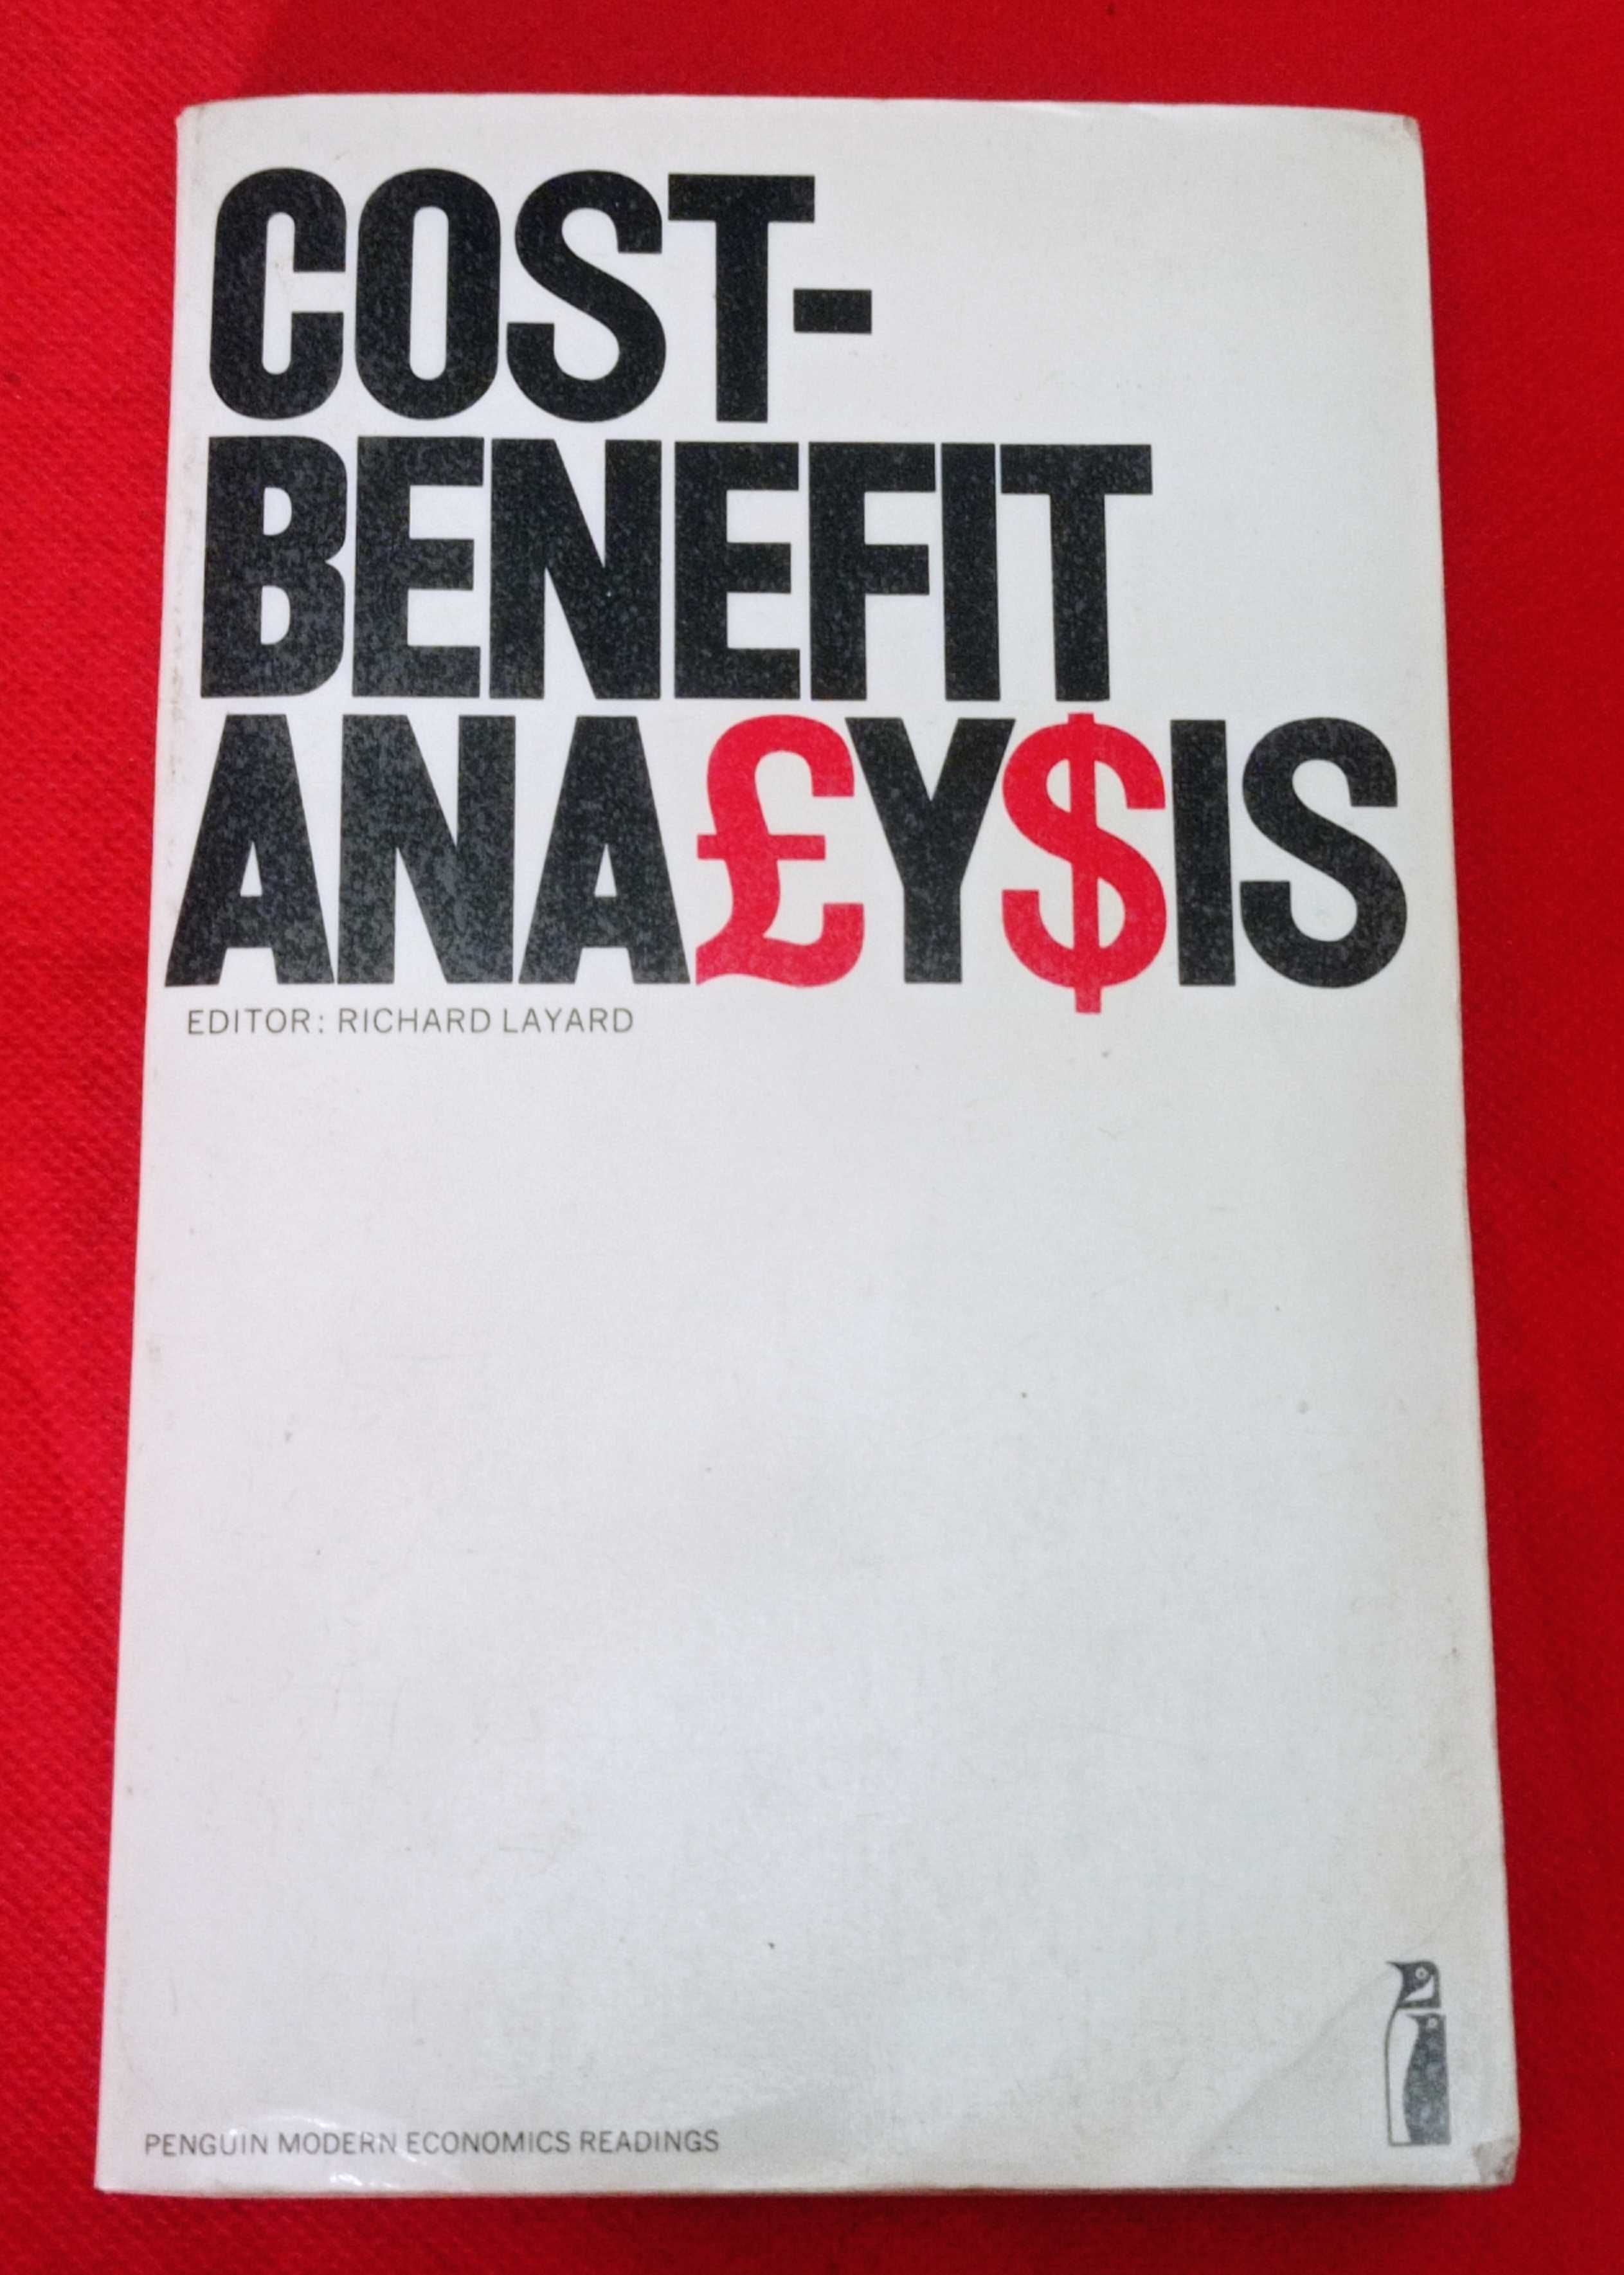 COST-
BENEFIT
ANA£Y$IS
EDITOR: RICHARD LAYARD
PENGUIN MODERN ECONOMICS READINGS